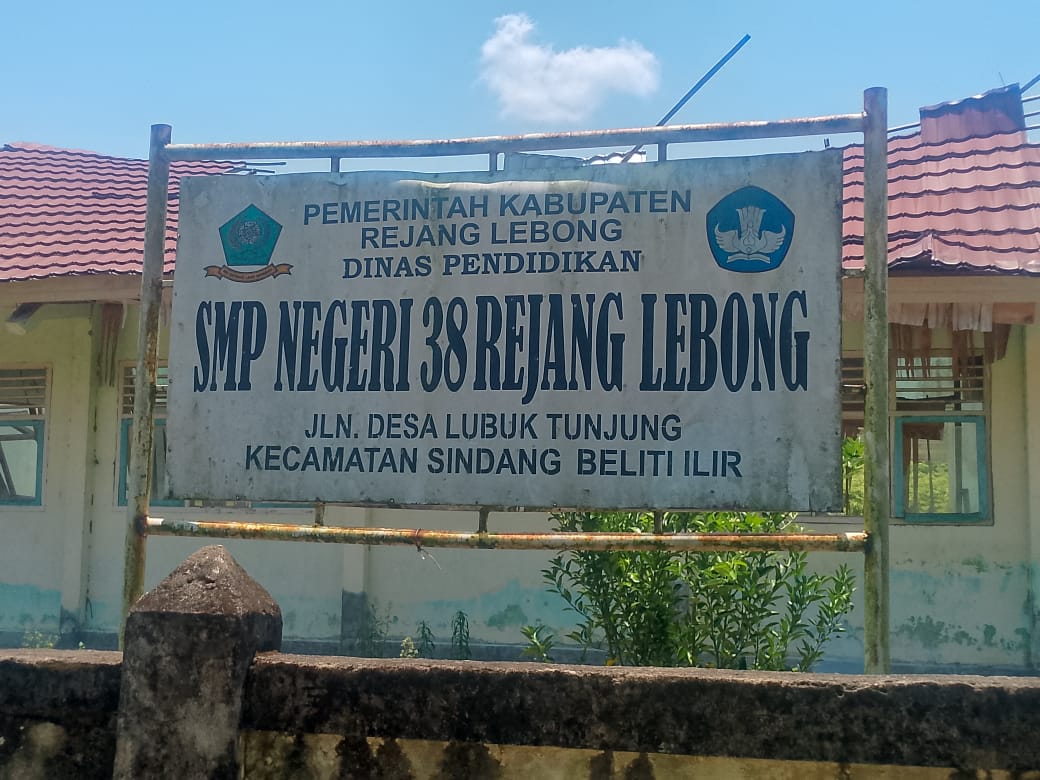 PEMERINTAH KABUPATEN
REJANG LEBONG
DINAS PENDIDIKAN
SMP NEGERI 38 REJANG LEBONG
JLN. DESA LUBUK TUNJUNG
KECAMATAN SINDANG BELITI ILIR